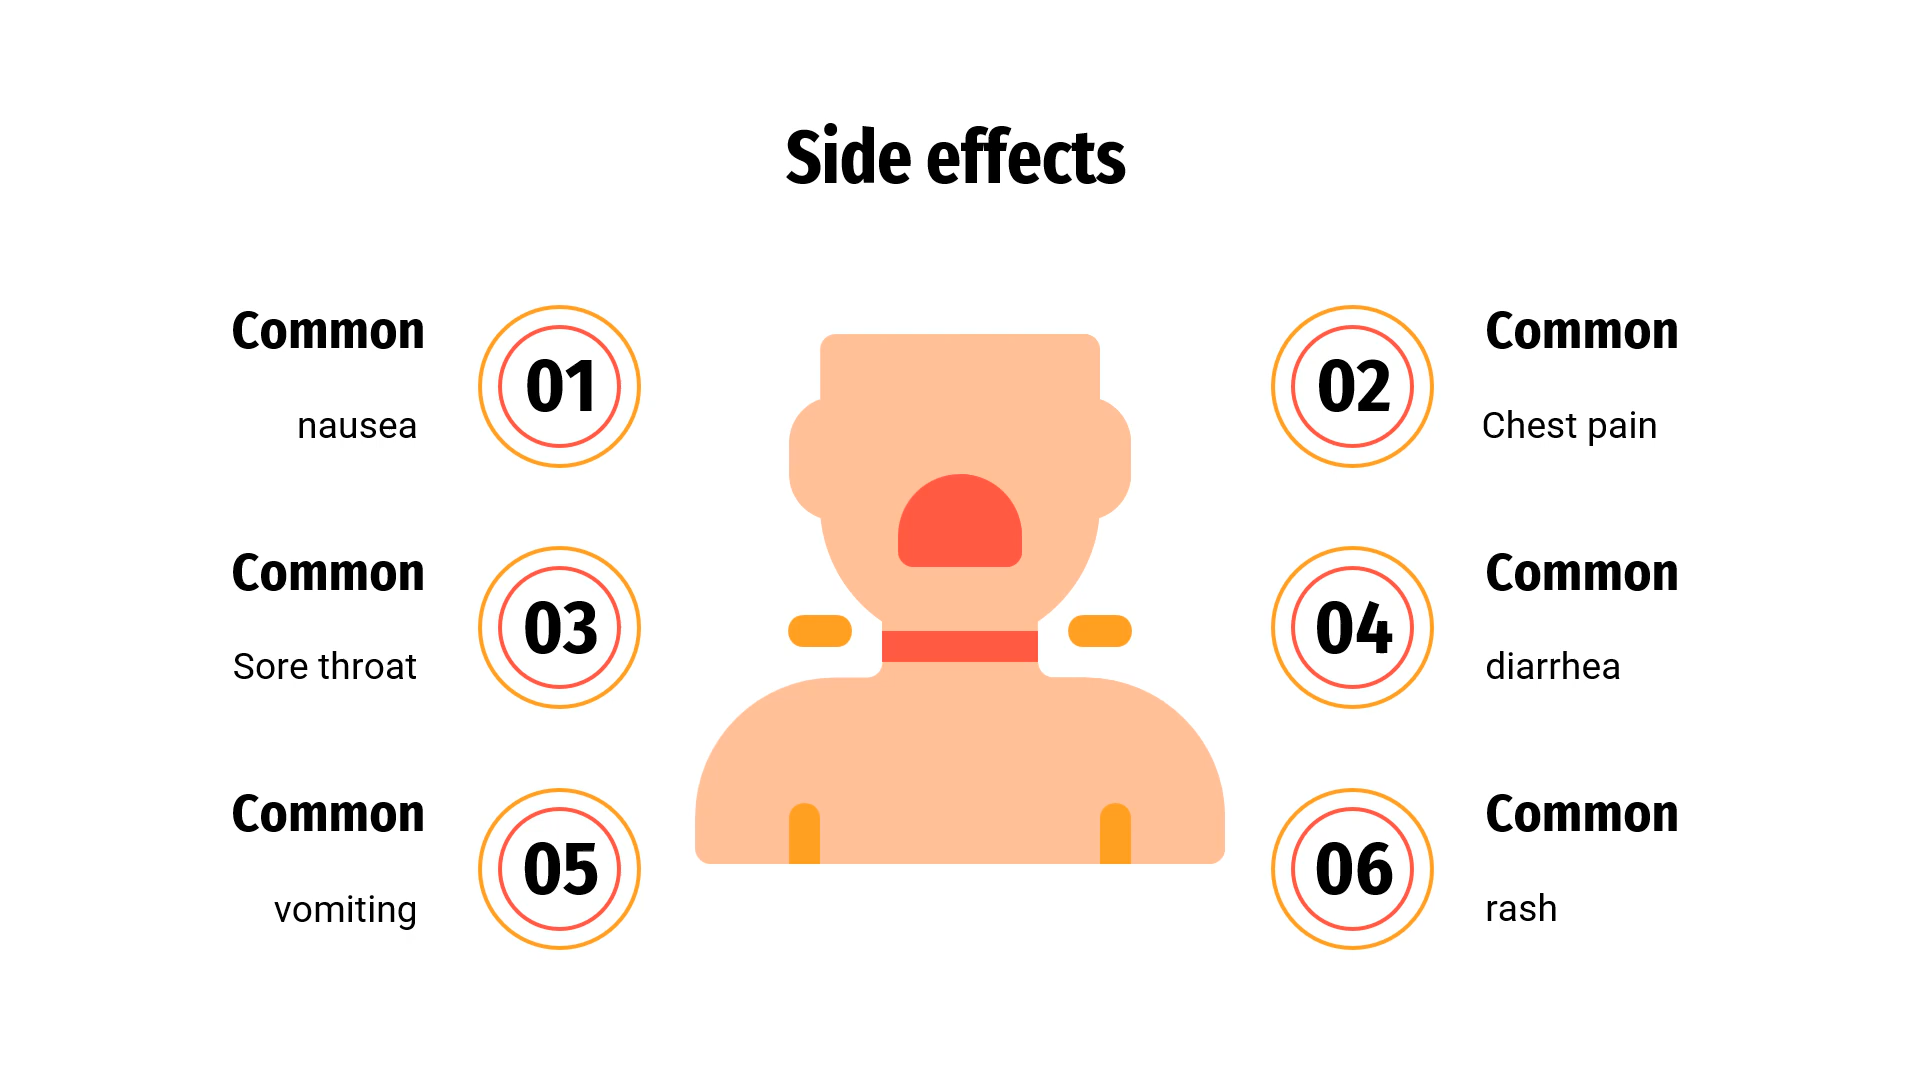 Side effects
Common
01
nausea
Common
02
Chest pain
Common
03
Sore throat
Common
04
diarrhea
Common
05
vomiting
Common
06
rash